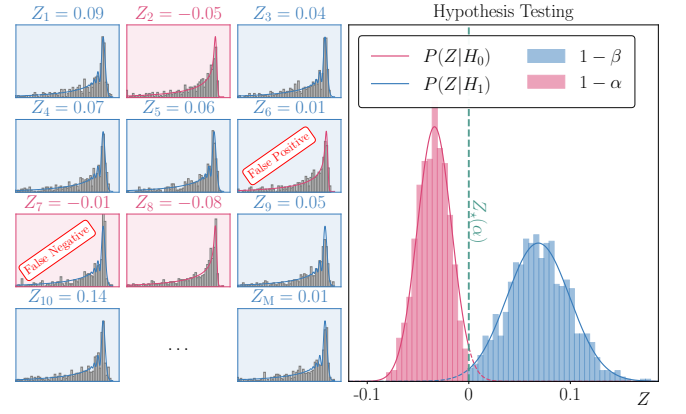 Z₁ = 0.09
Z₂ = −0.05
Z₃ = 0.04
Z₄ = 0.07
Z₅ = 0.06
Z₆ = 0.01
False Positive
Z₇ = −0.01
False Negative
Z₈ = −0.08
Z₉ = 0.05
Z₁₀ = 0.14
...
Z_M = 0.01
Hypothesis Testing
P(Z|H₀)
P(Z|H₁)
1 − β
1 − α
Z⋆(α)
-0.1
0
0.1
Z